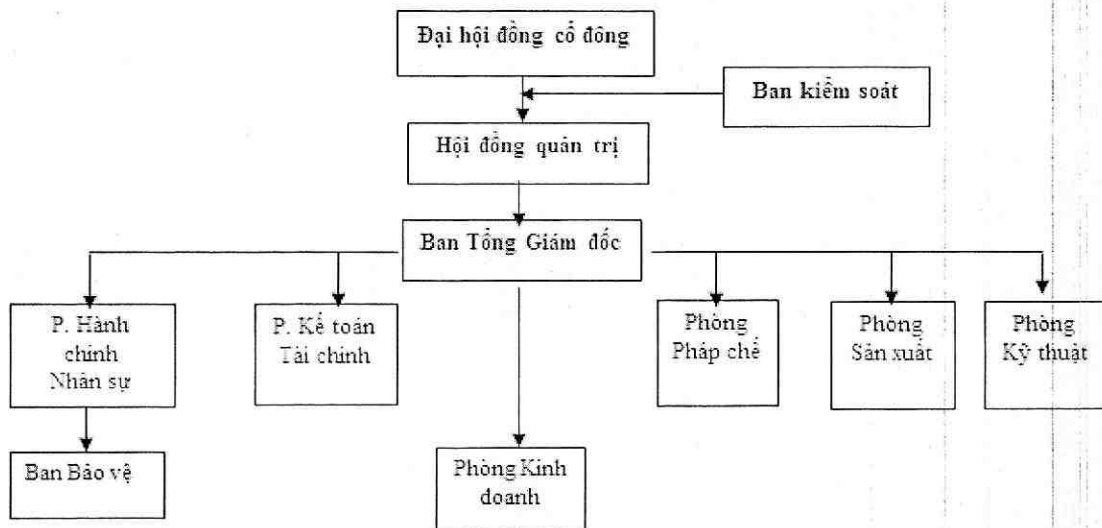 Đại hội đồng cổ đông
Ban kiểm soát
Hội đồng quản trị
Ban Tổng Giám đốc
P. Hành
chính
Nhân sự
P. Kế toán
Tài chính
Phòng
Pháp chế
Phòng
Sản xuất
Phòng
Kỹ thuật
Ban Bảo vệ
Phòng Kinh
doanh